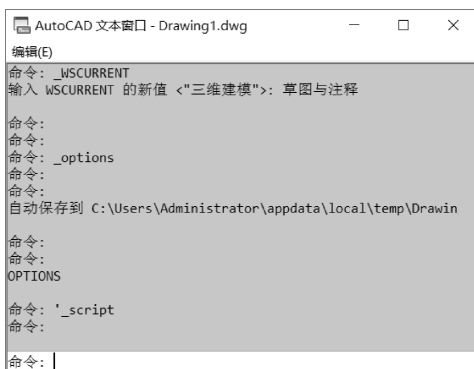 AutoCAD 文本窗口 - Drawing1.dwg
编辑(E)
命令: _WSCURRENT
输入 WSCURRENT 的新值 <"三维建模">: 草图与注释
命令:
命令:
命令: _options
命令:
命令:
自动保存到 C:\Users\Administrator\appdata\local\temp\Drawin
命令:
命令:
OPTIONS
命令: '_script
命令:
命令: